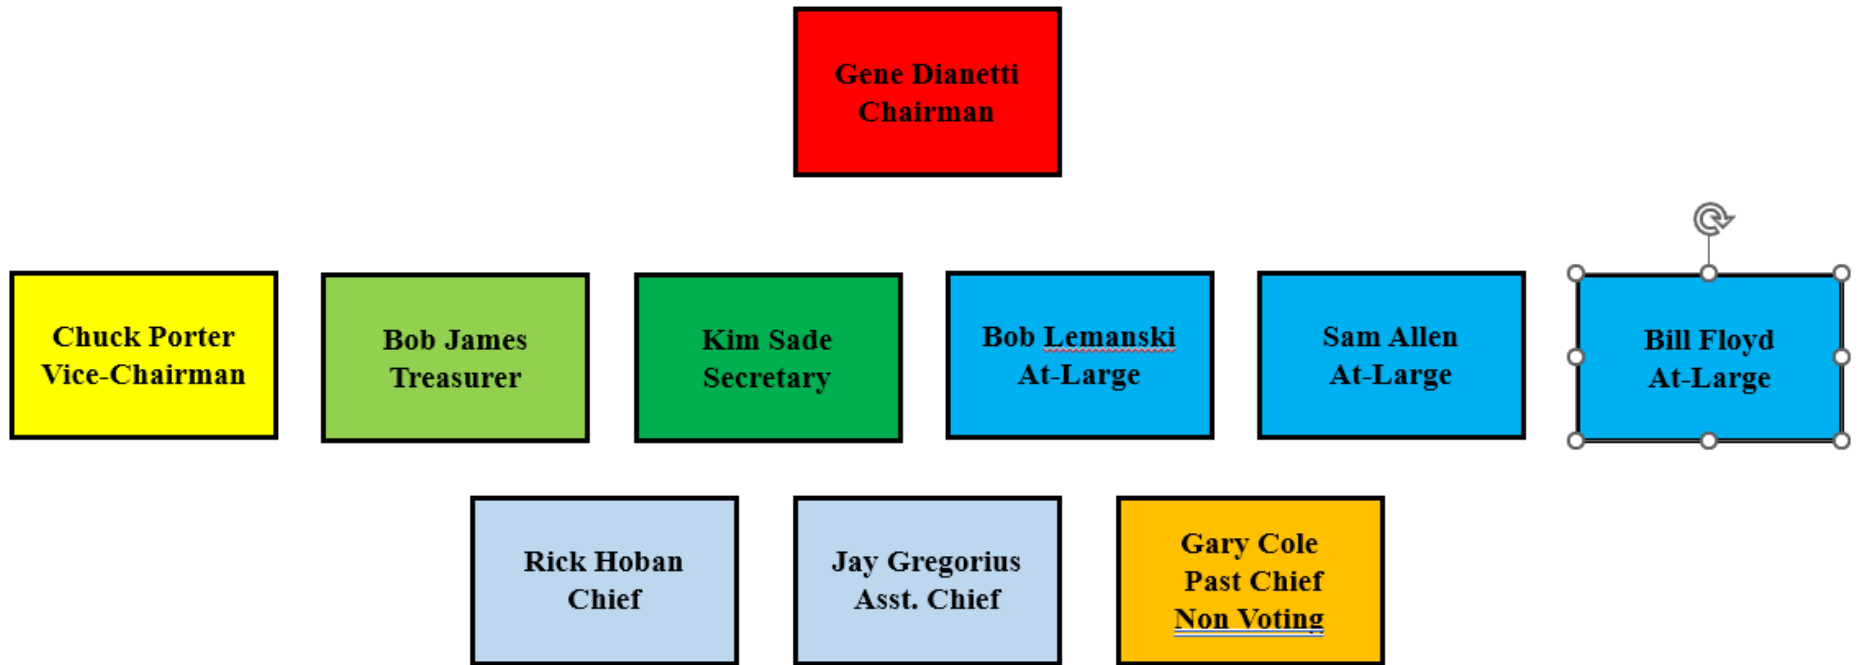 Gene Dianetti
Chairman
Chuck Porter
Vice-Chairman
Bob James
Treasurer
Kim Sade
Secretary
Bob Lemanski
At-Large
Sam Allen
At-Large
Bill Floyd
At-Large
Rick Hoban
Chief
Jay Gregorius
Asst. Chief
Gary Cole
Past Chief
Non Voting